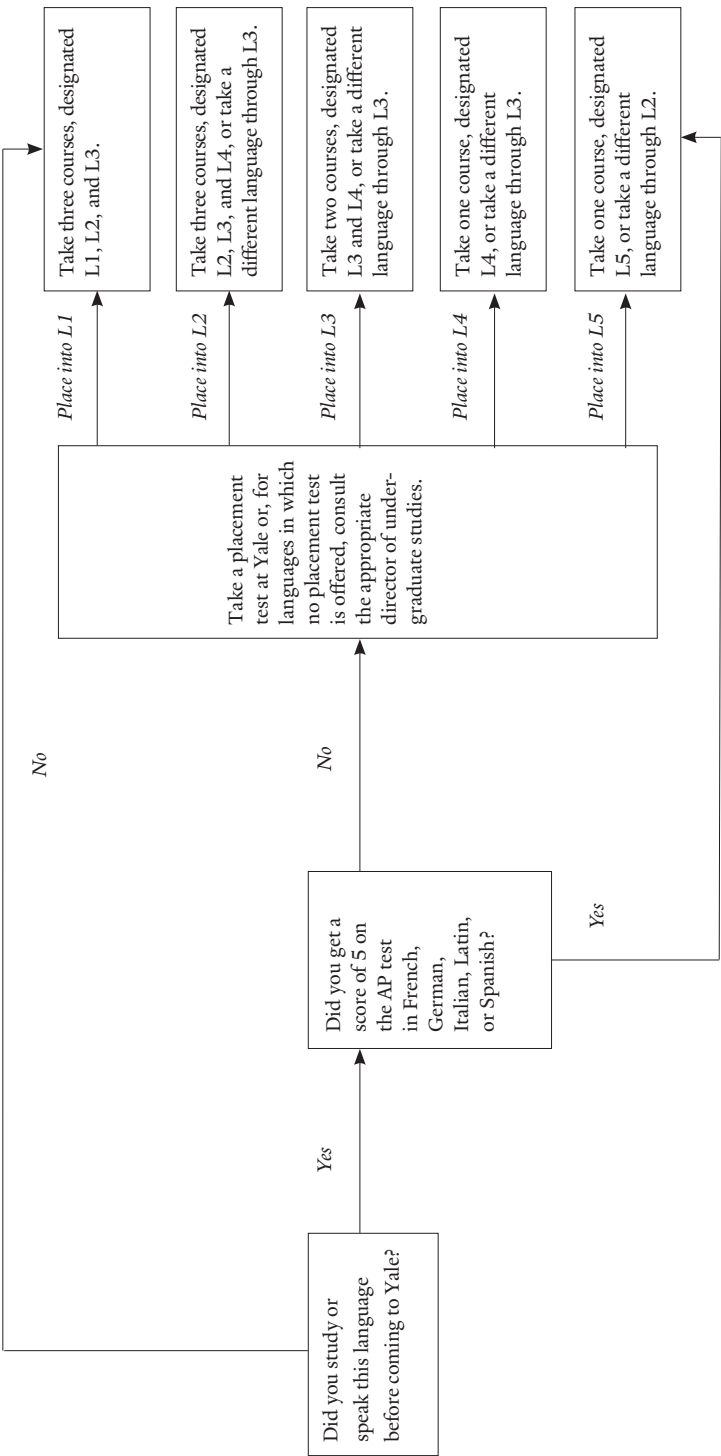 Did you study or
speak this language
before coming to Yale?
No
Yes
Did you get a
score of 5 on
the AP test
in French,
German,
Italian, Latin,
or Spanish?
No
Yes
Take a placement
test at Yale or, for
languages in which
no placement test
is offered, consult
the appropriate
director of under-
graduate studies.
Place into L1
Take three courses, designated
L1, L2, and L3.
Place into L2
Take three courses, designated
L2, L3, and L4, or take a
different language through L3.
Place into L3
Take two courses, designated
L3 and L4, or take a different
language through L3.
Place into L4
Take one course, designated
L4, or take a different
language through L3.
Place into L5
Take one course, designated
L5, or take a different
language through L2.